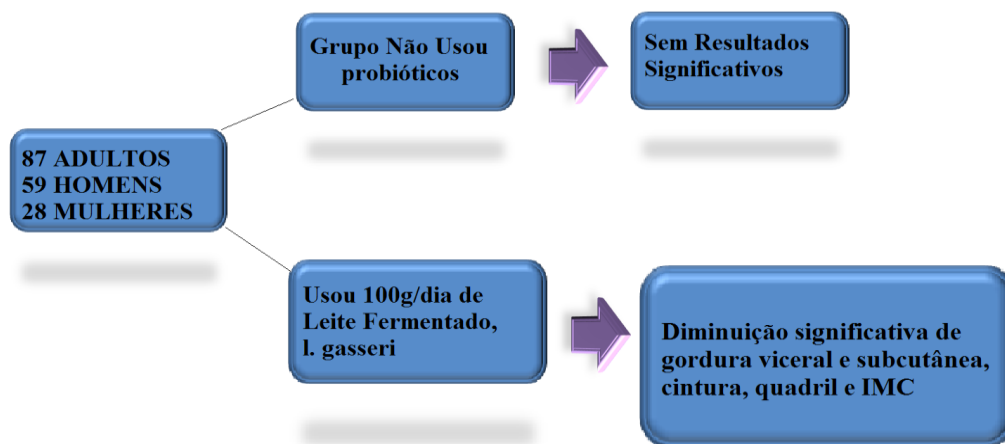 Grupo Não Usou
probióticos
Sem Resultados
Significativos
87 ADULTOS
59 HOMENS
28 MULHERES
Usou 100g/dia de
Leite Fermentado,
l. gasseri
Diminuição significativa de
gordura viceral e subcutânea,
cintura, quadril e IMC